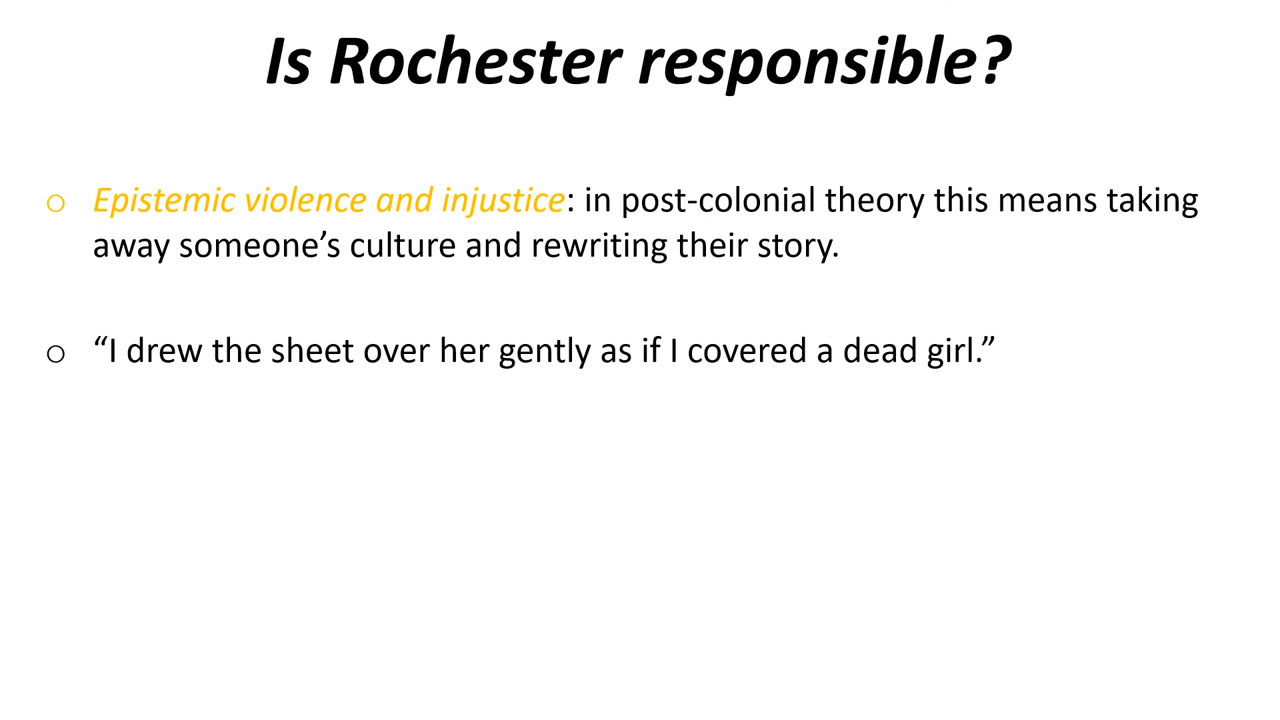 Is Rochester responsible?
o Epistemic violence and injustice: in post-colonial theory this means taking
away someone’s culture and rewriting their story.
o “I drew the sheet over her gently as if I covered a dead girl.”